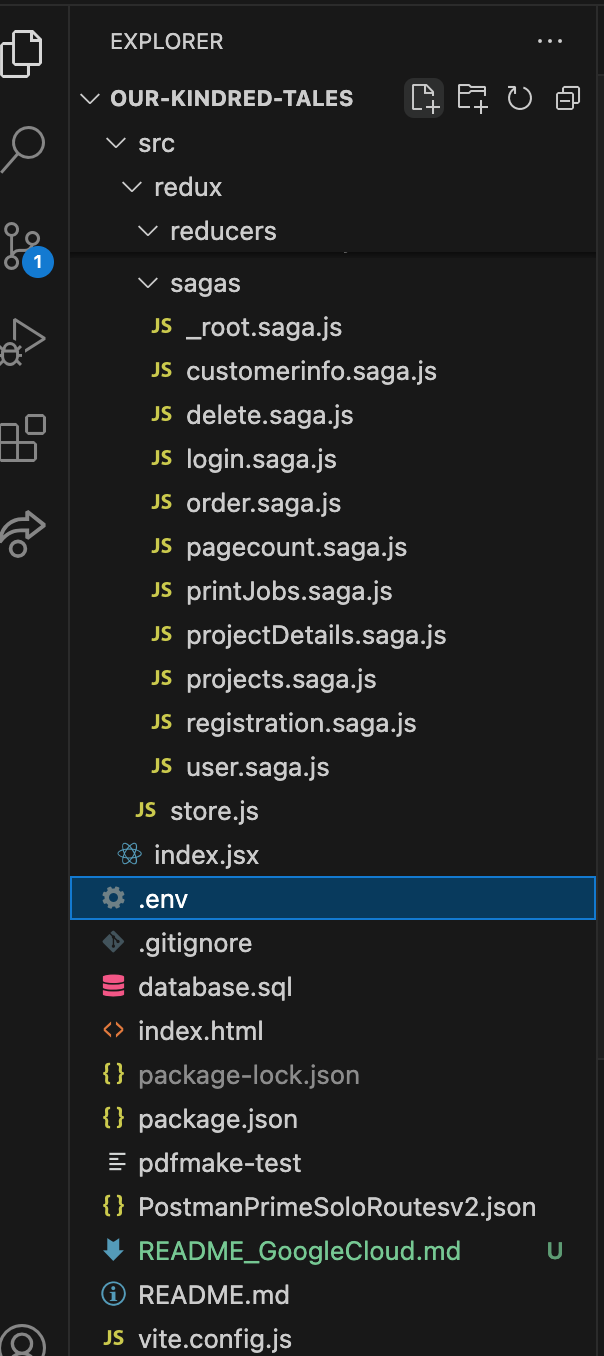 EXPLORER
OUR-KINDRED-TALES
src
redux
reducers
1
sagas
JS _root.saga.js
JS customerinfo.saga.js
JS delete.saga.js
JS login.saga.js
JS order.saga.js
JS pagecount.saga.js
JS printJobs.saga.js
JS projectDetails.saga.js
JS projects.saga.js
JS registration.saga.js
JS user.saga.js
JS store.js
index.jsx
.env
.gitignore
database.sql
<> index.html
{} package-lock.json
{} package.json
pdfmake-test
{} PostmanPrimeSoloRoutesv2.json
README_GoogleCloud.md U
README.md
JS vite.config.js